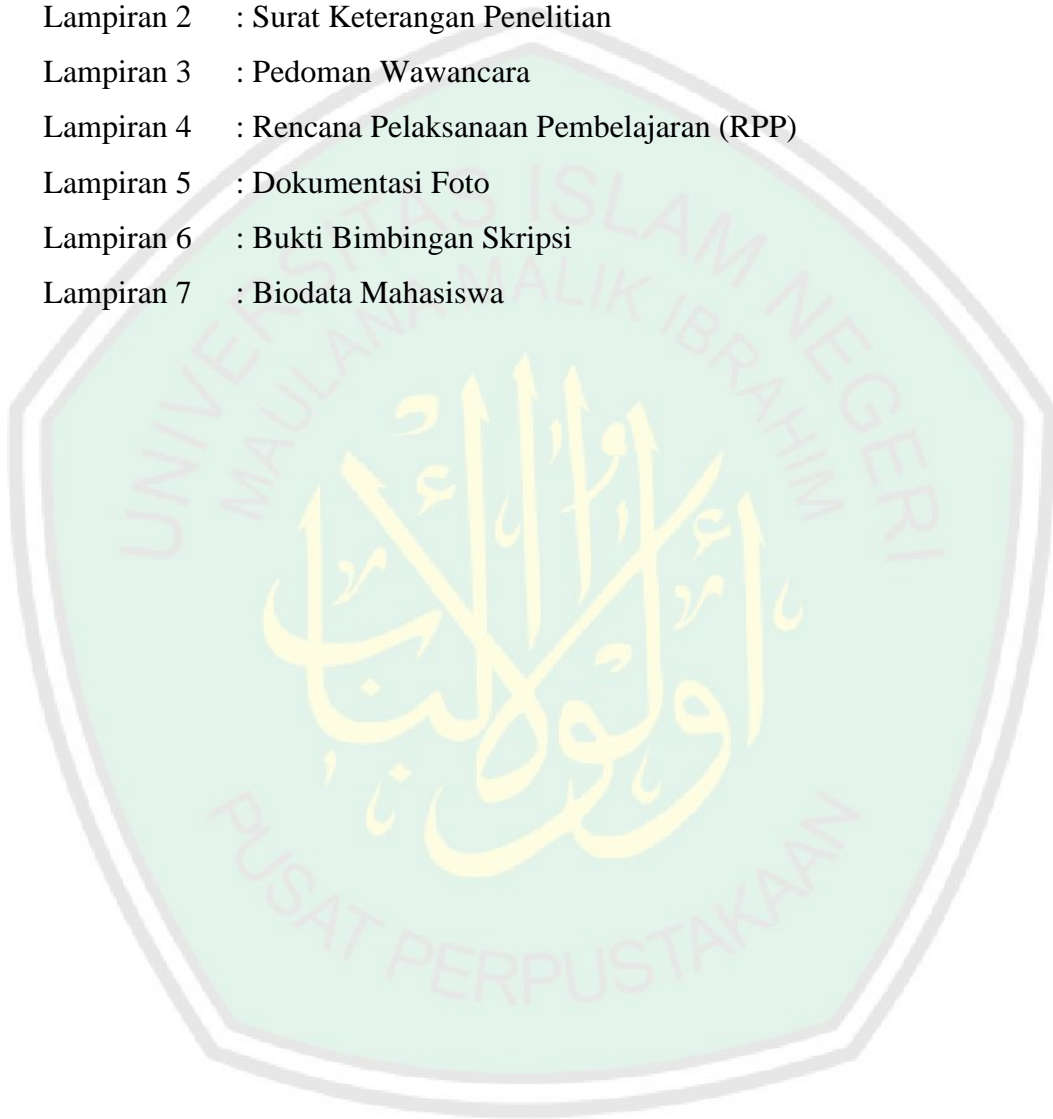 Lampiran 2 : Surat Keterangan Penelitian
Lampiran 3 : Pedoman Wawancara
Lampiran 4 : Rencana Pelaksanaan Pembelajaran (RPP)
Lampiran 5 : Dokumentasi Foto
Lampiran 6 : Bukti Bimbingan Skripsi
Lampiran 7 : Biodata Mahasiswa
UNIVERSITAS ISLAM NEGERI
MAULANA MALIK IBRAHIM
أولوا الألباب
PUSAT PERPUSTAKAAN